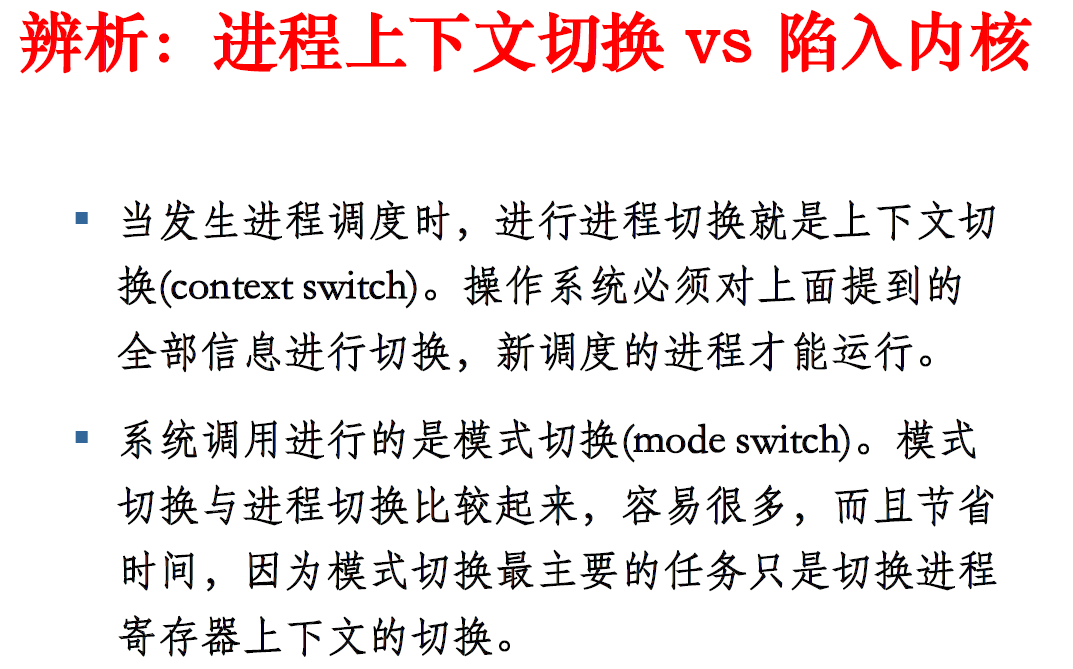 辨析：进程上下文切换 vs 陷入内核
当发生进程调度时，进行进程切换就是上下文切
换(context switch)。操作系统必须对上面提到的
全部信息进行切换，新调度的进程才能运行。
系统调用进行的是模式切换(mode switch)。模式
切换与进程切换比较起来，容易很多，而且节省
时间，因为模式切换最主要的任务只是切换进程
寄存器上下文的切换。